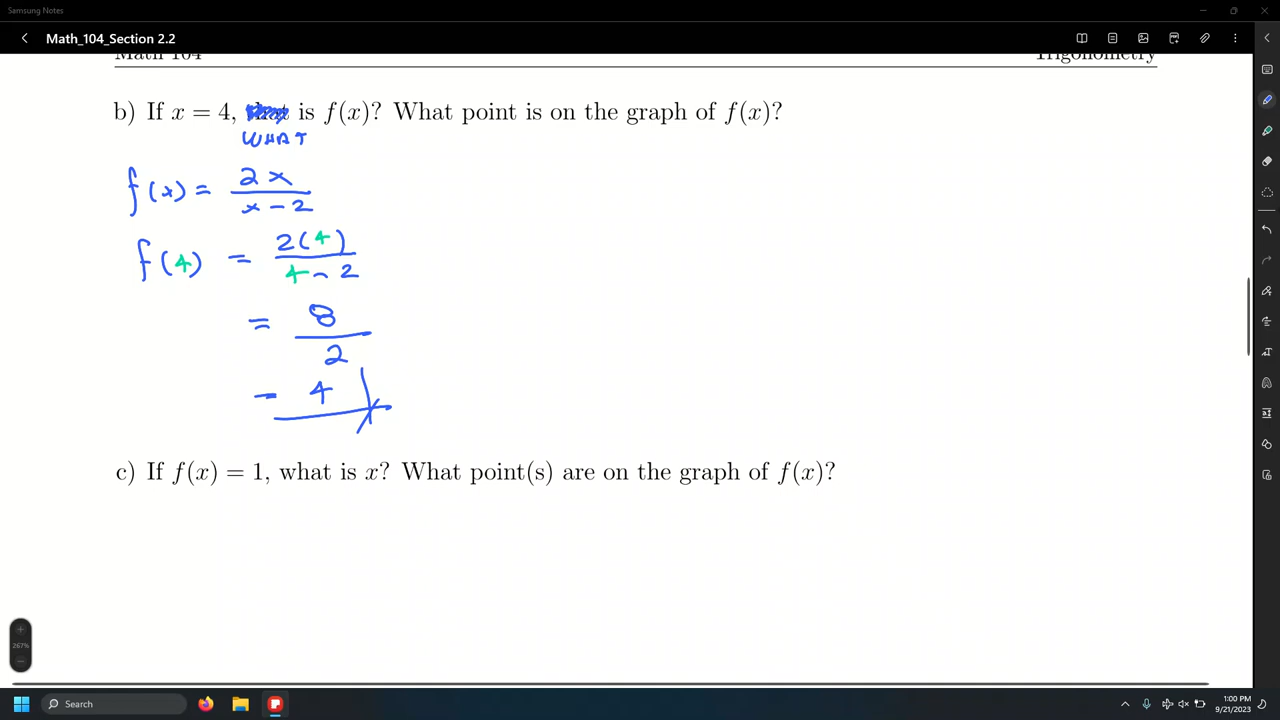 Samsung Notes
Math_104_Section 2.2
Math 104 Trigonometry
b) If x = 4, is f(x)? What point is on the graph of f(x)?
WHAT
f(x) = 2x / x - 2
f(4) = 2(4) / 4 - 2
= 8 / 2
= 4
c) If f(x) = 1, what is x? What point(s) are on the graph of f(x)?
267%
Search
1:00 PM
9/21/2023